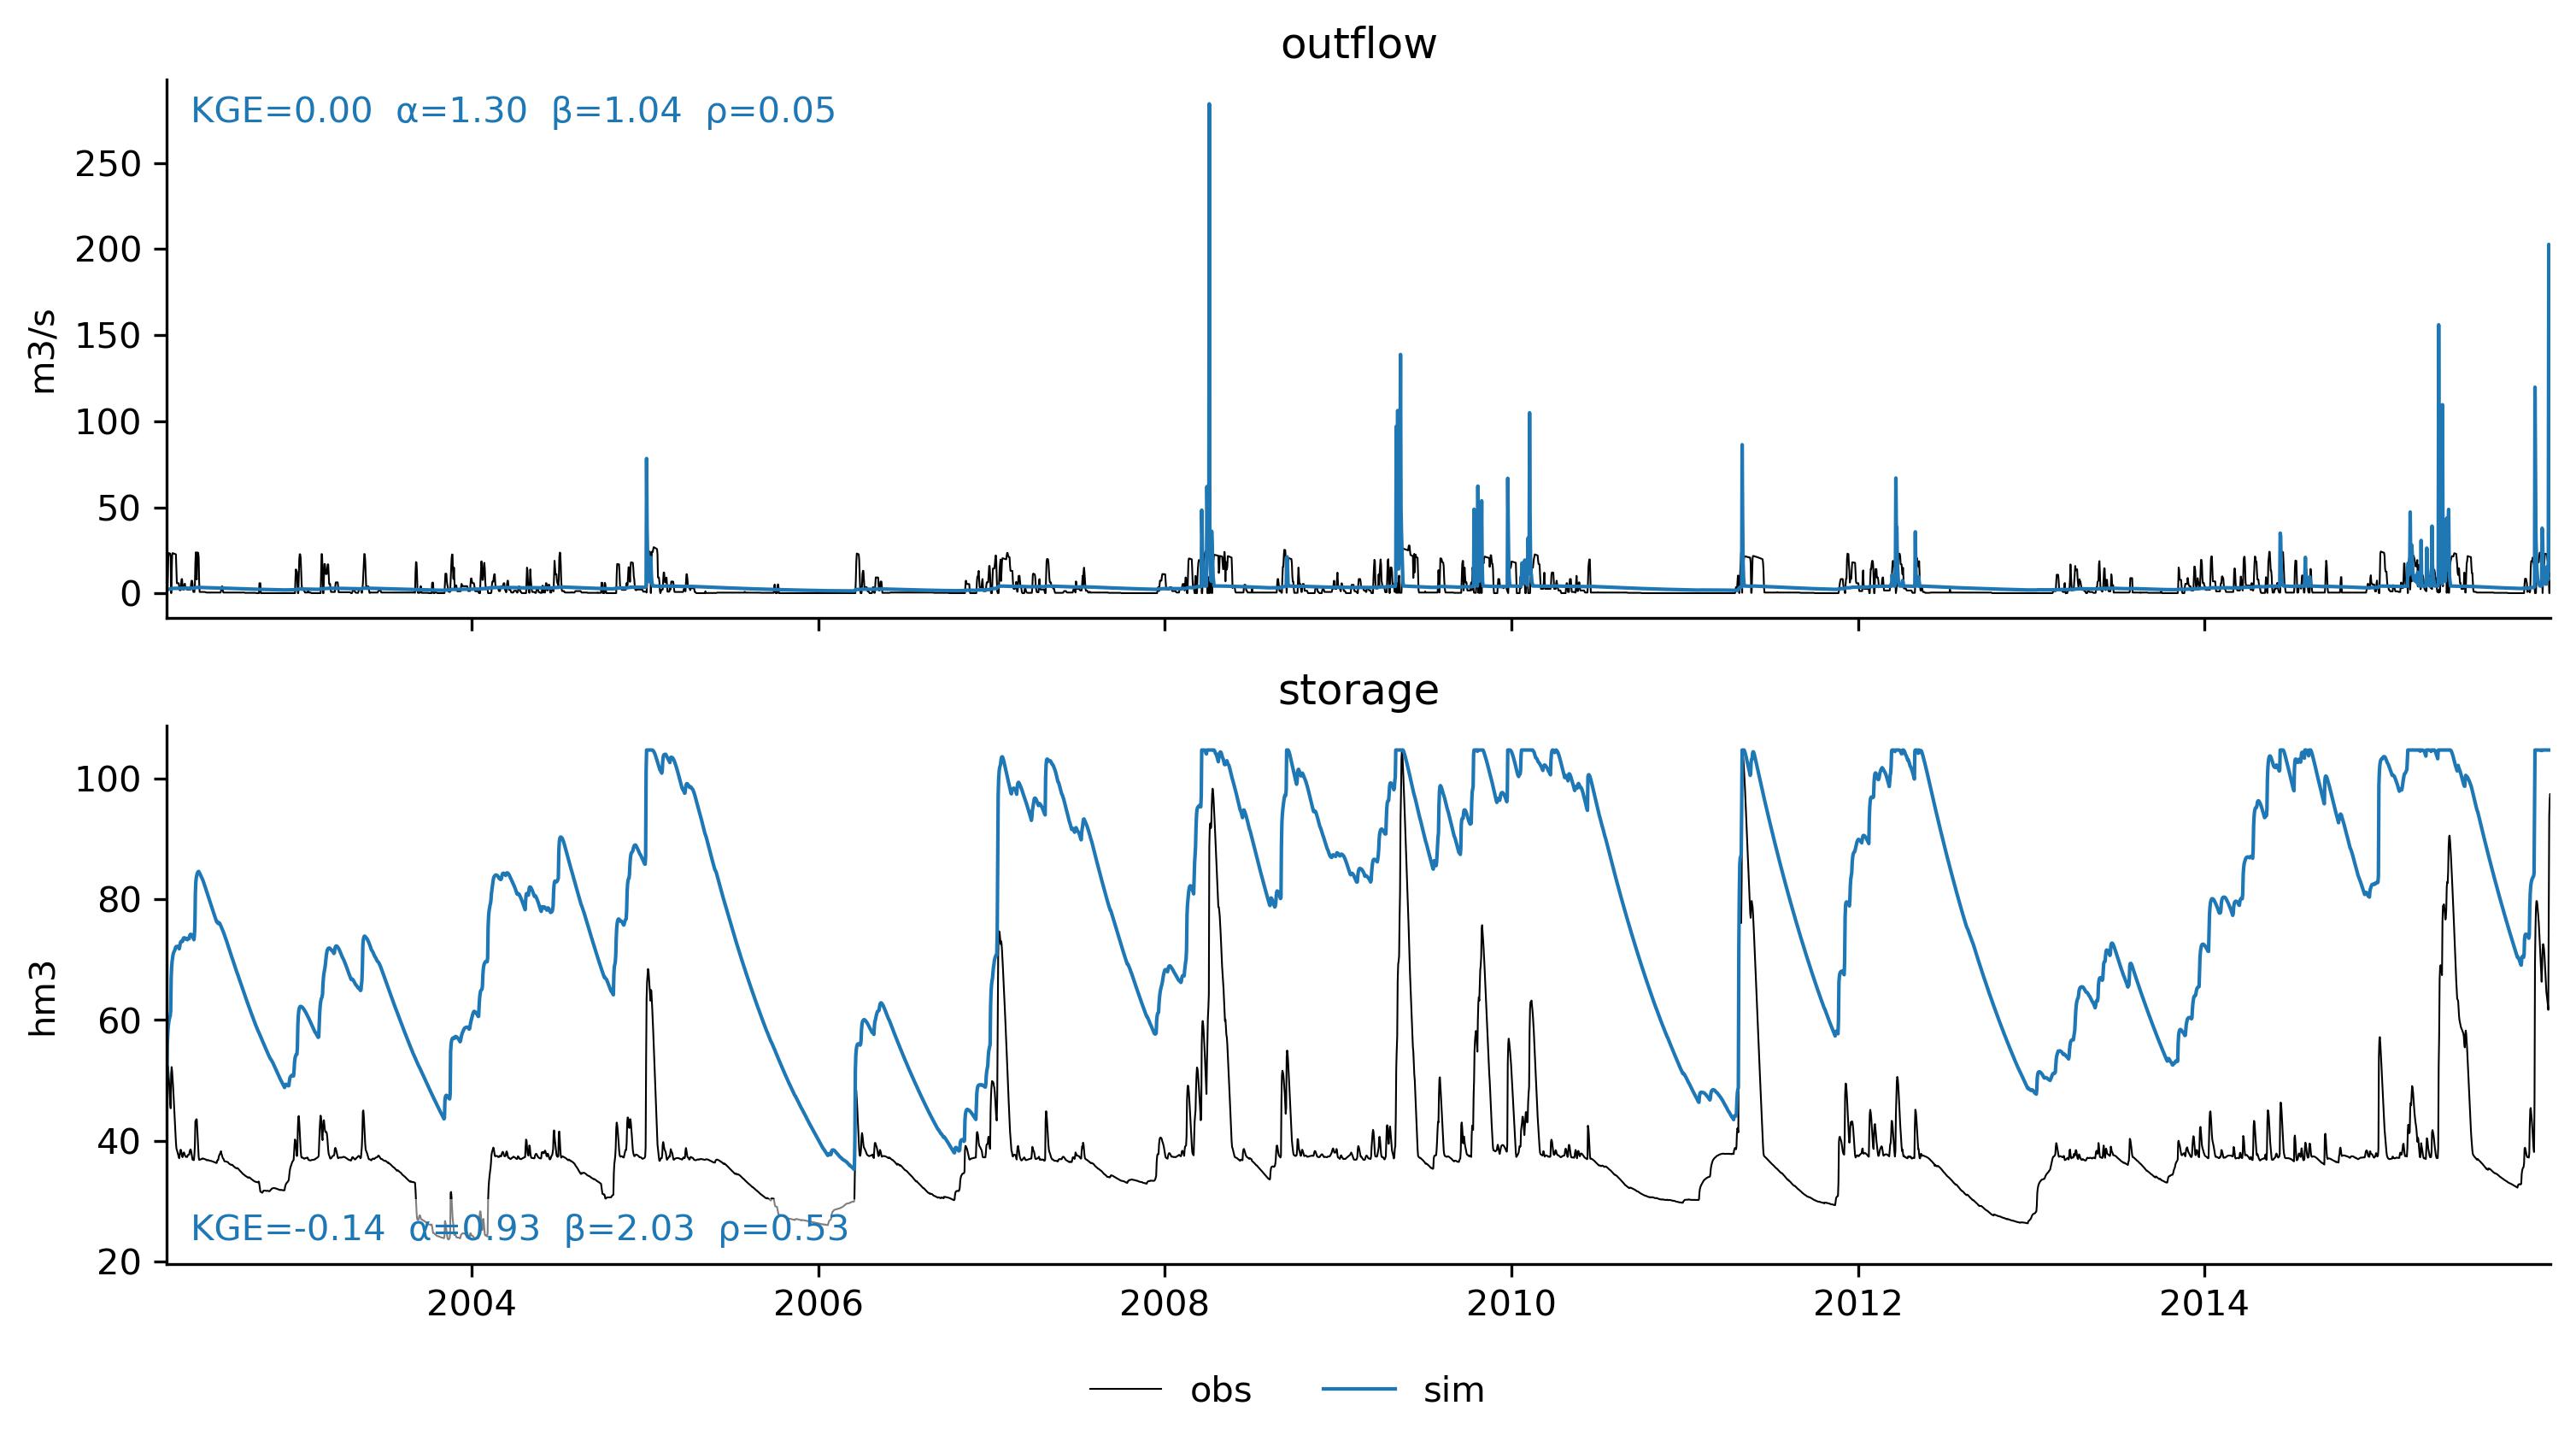 outflow
KGE=0.00 α=1.30 β=1.04 ρ=0.05
m3/s
250
200
150
100
50
0
storage
hm3
100
80
60
40
20
KGE=-0.14 α=0.93 β=2.03 ρ=0.53
2004 2006 2008 2010 2012 2014
obs sim